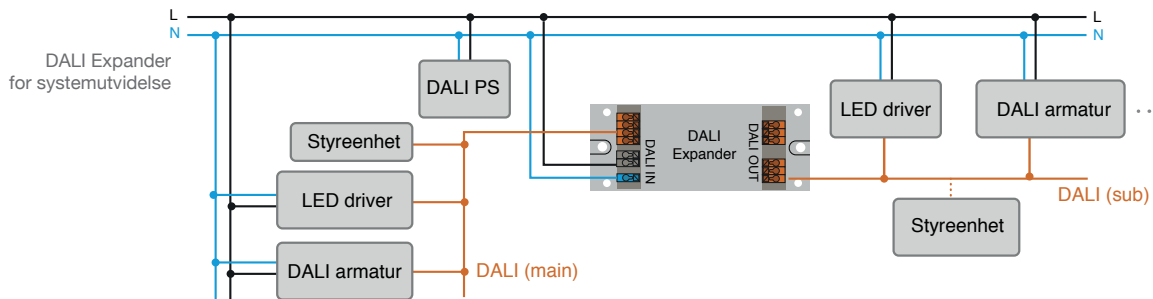 L
L
N
N
DALI Expander
for systemutvidelse
DALI PS
LED driver
DALI armatur
Styreenhet
DALI IN
DALI
Expander
DALI OUT
LED driver
DALI (sub)
Styreenhet
DALI armatur
DALI (main)